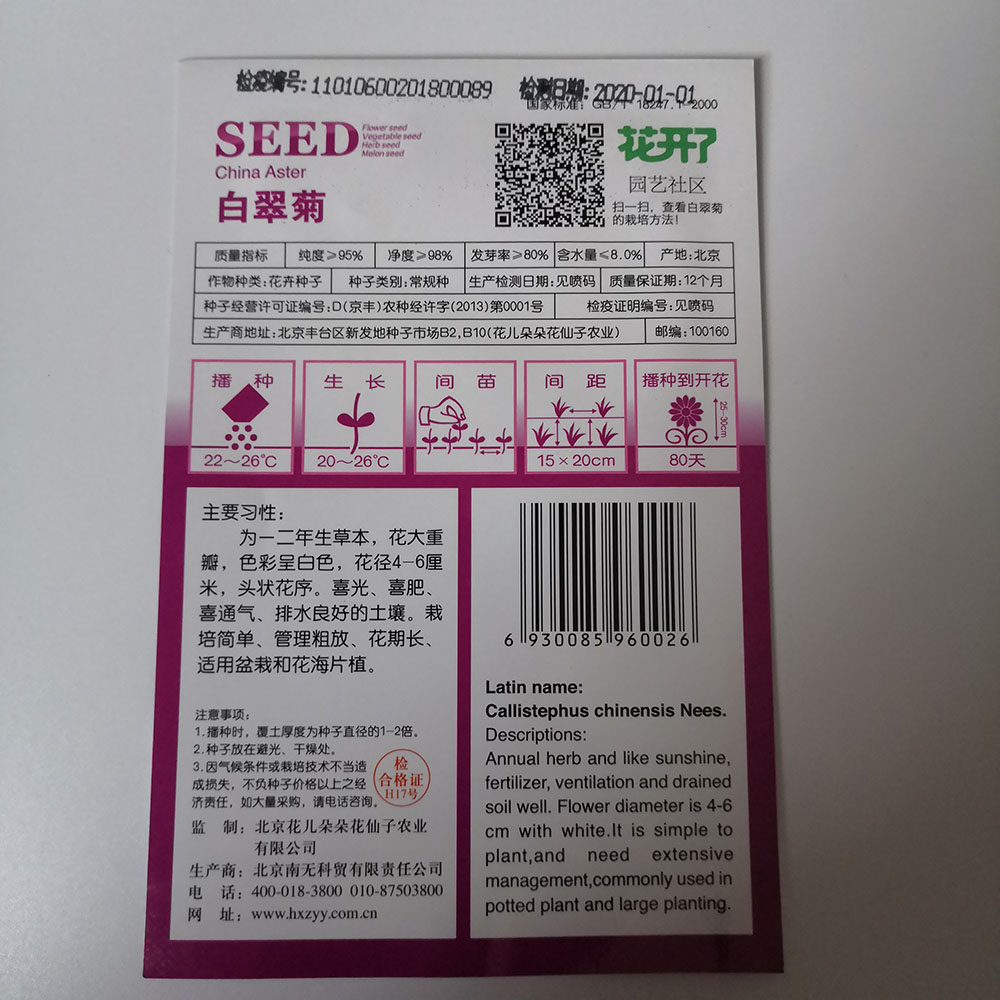 检疫编号:11010600201800089 检测日期:2020-01-01
国家标准: GB/T 18247.1-2000
SEED
Flower seed
Vegetable seed
Herb seed
Melon seed
China Aster
白翠菊
花开了
园艺社区
扫一扫，查看白翠菊
的栽培方法!
质量指标 纯度≥95% 净度≥98% 发芽率≥80% 含水量≤8.0% 产地:北京
作物种类:花卉种子 种子类别:常规种 生产检测日期:见喷码 质量保证期:12个月
种子经营许可证编号:D(京丰)农种经许字(2013)第0001号 检疫证明编号:见喷码
生产商地址:北京丰台区新发地种子市场B2,B10(花儿朵朵花仙子农业) 邮编:100160
播种 生长 间苗 间距 播种到开花
25-30cm
22～26℃ 20～26℃ 15×20cm 80天
主要习性:
为一二年生草本，花大重
瓣，色彩呈白色，花径4-6厘
米，头状花序。喜光、喜肥、
喜通气、排水良好的土壤。栽
培简单、管理粗放、花期长、
适用盆栽和花海片植。
注意事项:
1.播种时，覆土厚度为种子直径的1-2倍。
2.种子放在避光、干燥处。
3.因气候条件或栽培技术不当造
成损失，不负种子价格以上之经
济责任，如大量采购，请电话咨询。
检
合格证
H17号
监 制: 北京花儿朵朵花仙子农业
有限公司
生产商: 北京南无科贸有限责任公司
电 话: 400-018-3800 010-87503800
网 址: www.hxzyy.com.cn
6 930085 960026
Latin name:
Callistephus chinensis Nees.
Descriptions:
Annual herb and like sunshine,
fertilizer, ventilation and drained
soil well. Flower diameter is 4-6
cm with white.It is simple to
plant,and need extensive
management,commonly used in
potted plant and large planting.